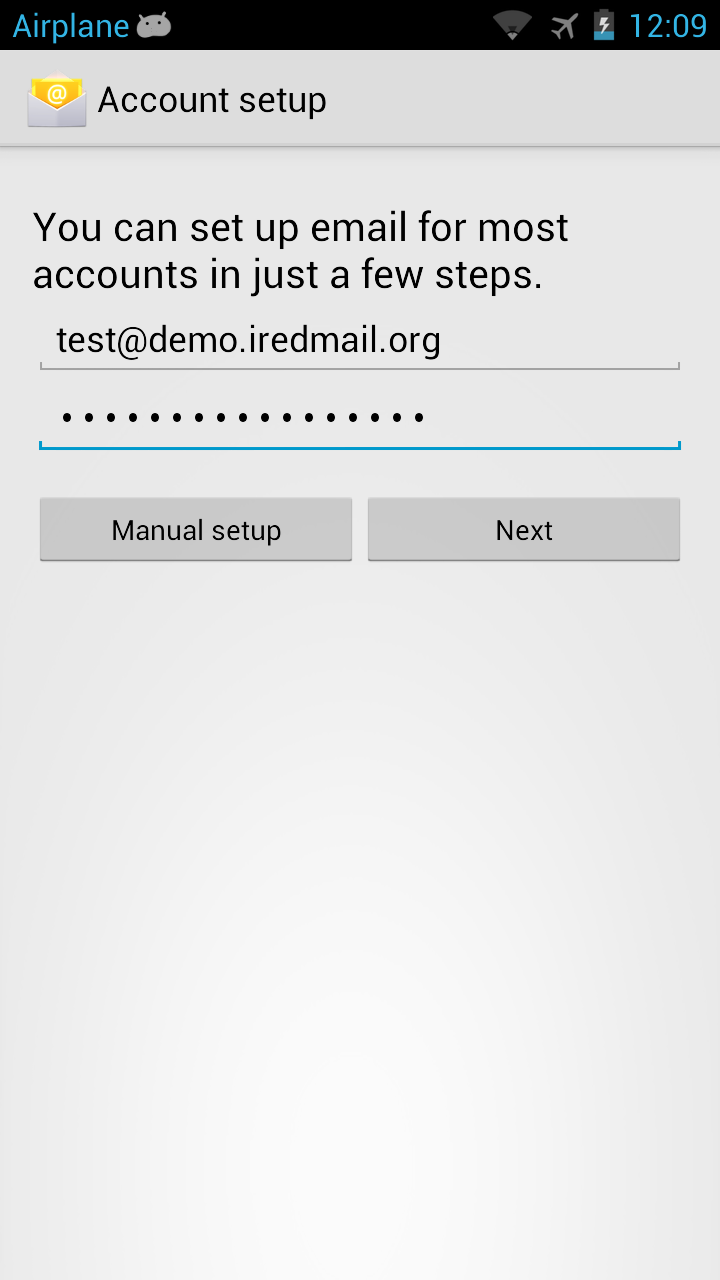 Airplane 12:09
@ Account setup
You can set up email for most
accounts in just a few steps.
test@demo.iredmail.org
•••••••••••••••••
Manual setup Next